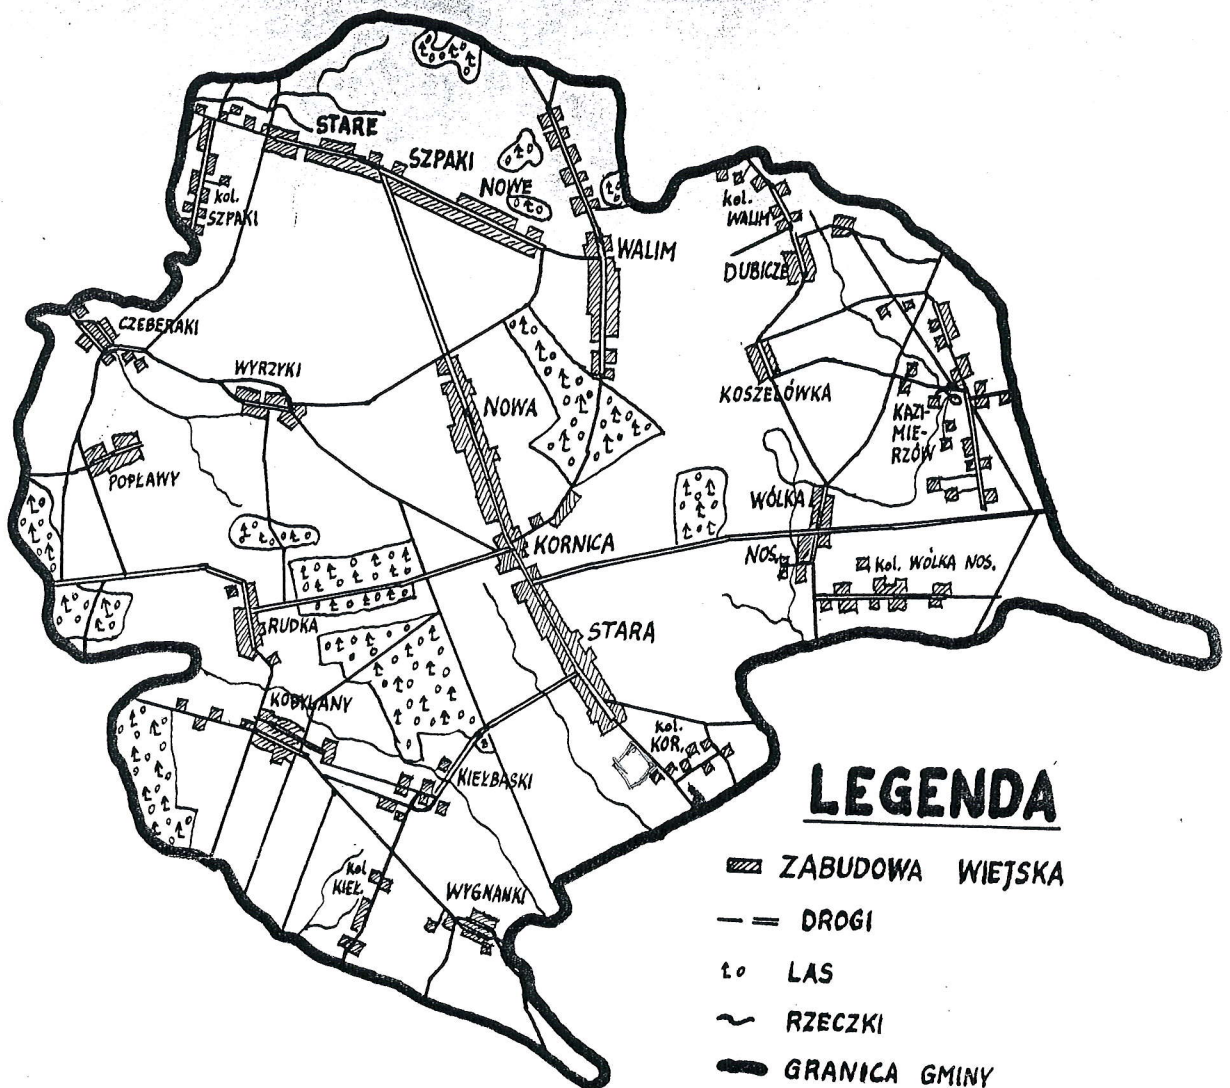 STARE
SZPAKI
NOWE
kol.
SZPAKI
WALIM
kol.
WALIM
DUBICZE
CZEBERAKI
WYRZYKI
NOWA
KOSZELÓWKA
KAZI-
MIE-
RZÓW
POPŁAWY
WÓLKA
NOS.
KORNICA
kol. WÓLKA NOS.
RUDKA
STARA
KOBYLANY
kol.
KOR.
KIEŁBASKI
kol
KIEŁ.
WYGNANKI
LEGENDA
ZABUDOWA WIEJSKA
DROGI
LAS
RZECZKI
GRANICA GMINY